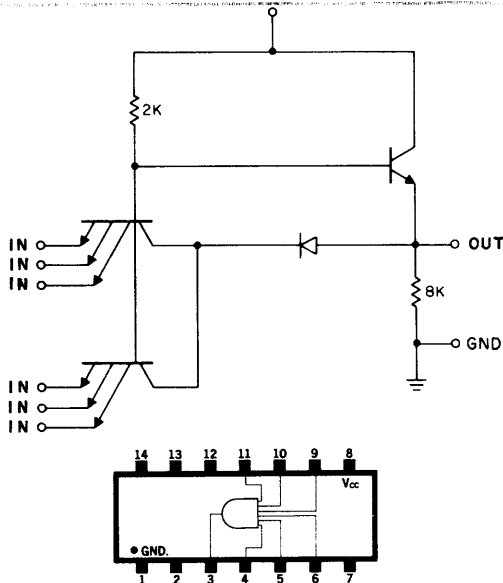 2K
IN
IN
IN
OUT
8K
GND
IN
IN
IN
14 13 12 11 10 9 8
Vcc
GND.
1 2 3 4 5 6 7